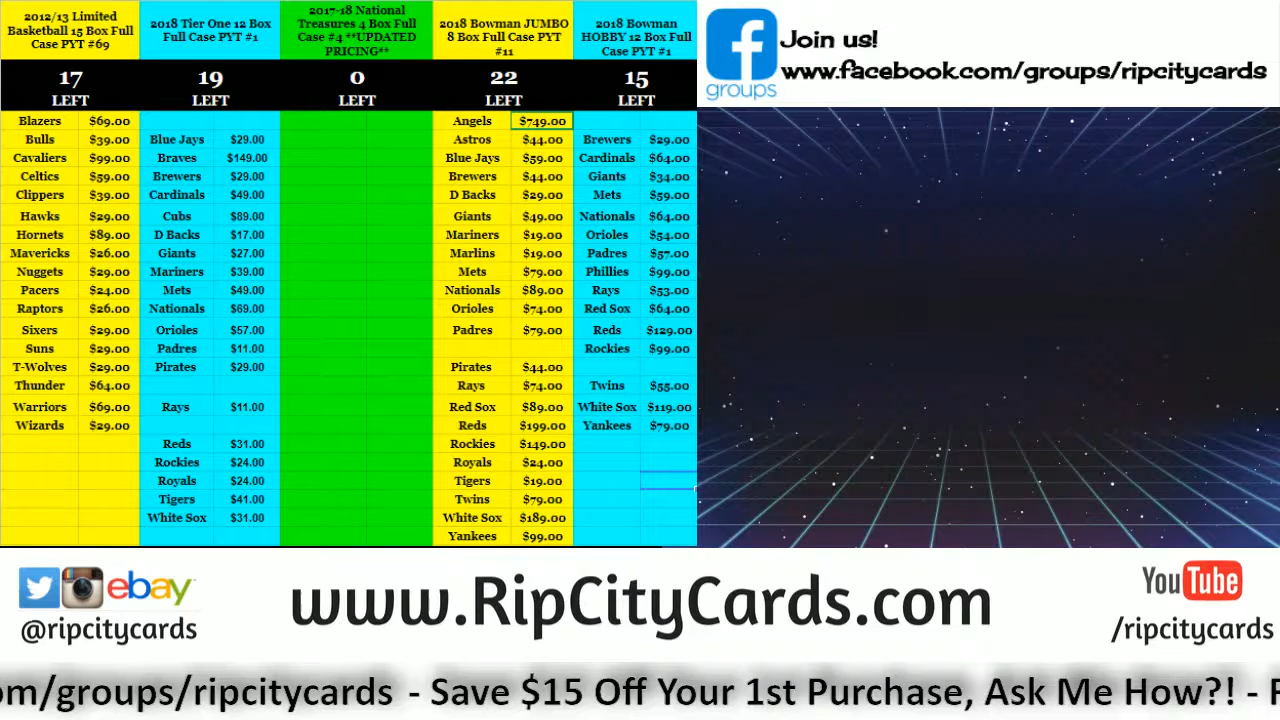 2012/13 Limited
Basketball 15 Box Full
Case PYT #69
17
LEFT
Blazers $69.00
Bulls $39.00
Cavaliers $99.00
Celtics $59.00
Clippers $39.00
Hawks $29.00
Hornets $89.00
Mavericks $26.00
Nuggets $29.00
Pacers $24.00
Raptors $26.00
Sixers $29.00
Suns $29.00
T-Wolves $29.00
Thunder $64.00
Warriors $69.00
Wizards $29.00
2018 Tier One 12 Box
Full Case PYT #1
19
LEFT
Blue Jays $29.00
Braves $149.00
Brewers $29.00
Cardinals $49.00
Cubs $89.00
D Backs $17.00
Giants $27.00
Mariners $39.00
Mets $49.00
Nationals $69.00
Orioles $57.00
Padres $11.00
Pirates $29.00
Rays $11.00
Reds $31.00
Rockies $24.00
Royals $24.00
Tigers $41.00
White Sox $31.00
2017-18 National
Treasures 4 Box Full
Case #4 **UPDATED
PRICING**
0
LEFT
2018 Bowman JUMBO
8 Box Full Case PYT
#11
22
LEFT
Angels $749.00
Astros $44.00
Blue Jays $59.00
Brewers $44.00
D Backs $29.00
Giants $49.00
Mariners $19.00
Marlins $19.00
Mets $79.00
Nationals $89.00
Orioles $74.00
Padres $79.00
Pirates $44.00
Rays $74.00
Red Sox $89.00
Reds $199.00
Rockies $149.00
Royals $24.00
Tigers $19.00
Twins $79.00
White Sox $189.00
Yankees $99.00
2018 Bowman
HOBBY 12 Box Full
Case PYT #1
15
LEFT
Brewers $29.00
Cardinals $64.00
Giants $34.00
Mets $59.00
Nationals $64.00
Orioles $54.00
Padres $57.00
Phillies $99.00
Rays $53.00
Red Sox $64.00
Reds $129.00
Rockies $99.00
Twins $55.00
White Sox $119.00
Yankees $79.00
groups
Join us!
www.facebook.com/groups/ripcitycards
ebay
@ripcitycards
www.RipCityCards.com
YouTube
/ripcitycards
om/groups/ripcitycards - Save $15 Off Your 1st Purchase, Ask Me How?! - F